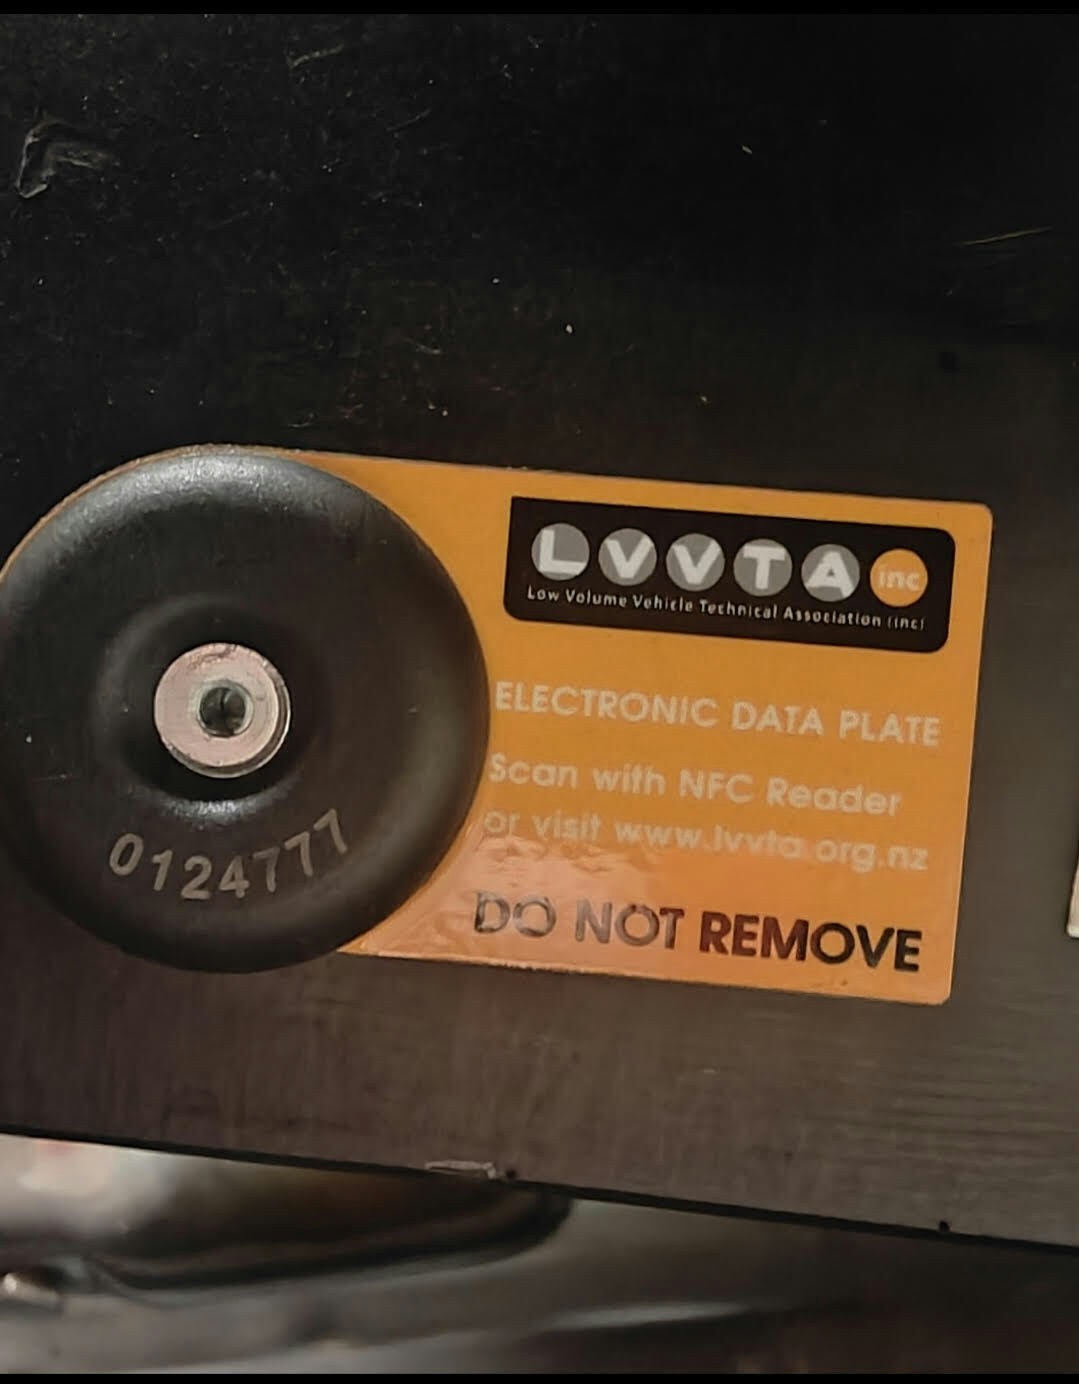 LVVTA inc
Low Volume Vehicle Technical Association (inc)
ELECTRONIC DATA PLATE
Scan with NFC Reader
or visit www.lvvta.org.nz
DO NOT REMOVE
0124777